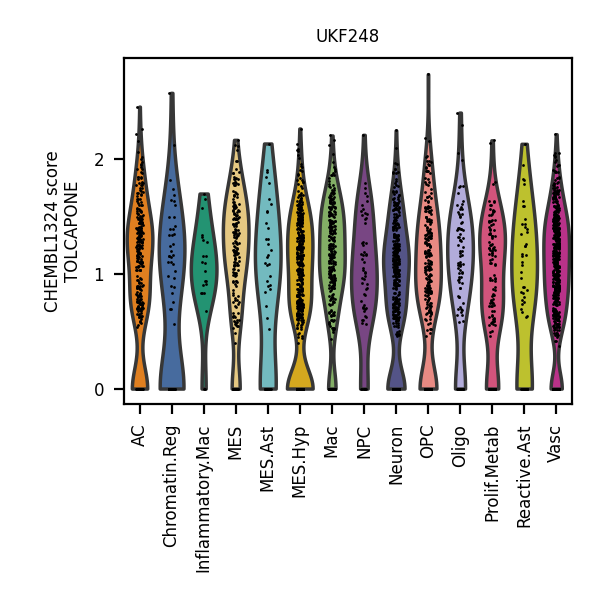 UKF248
CHEMBL1324 score
TOLCAPONE
2
1
0
AC
Chromatin.Reg
Inflammatory.Mac
MES
MES.Ast
MES.Hyp
Mac
NPC
Neuron
OPC
Oligo
Prolif.Metab
Reactive.Ast
Vasc